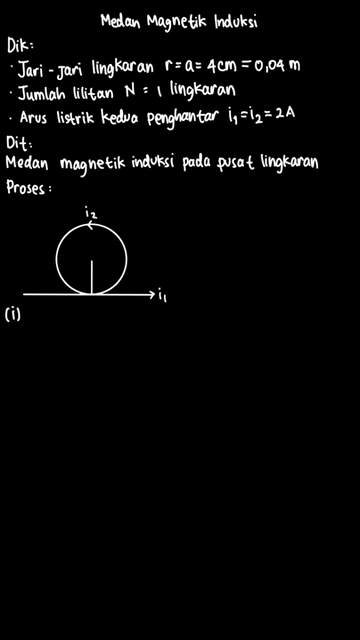 Medan Magnetik Induksi
Dik:
· Jari-jari lingkaran r = a = 4 cm = 0,04 m
· Jumlah lilitan N = 1 lingkaran
· Arus listrik kedua penghantar i₁ = i₂ = 2A
Dit:
Medan magnetik induksi pada pusat lingkaran
Proses:
i₂
i₁
(i)